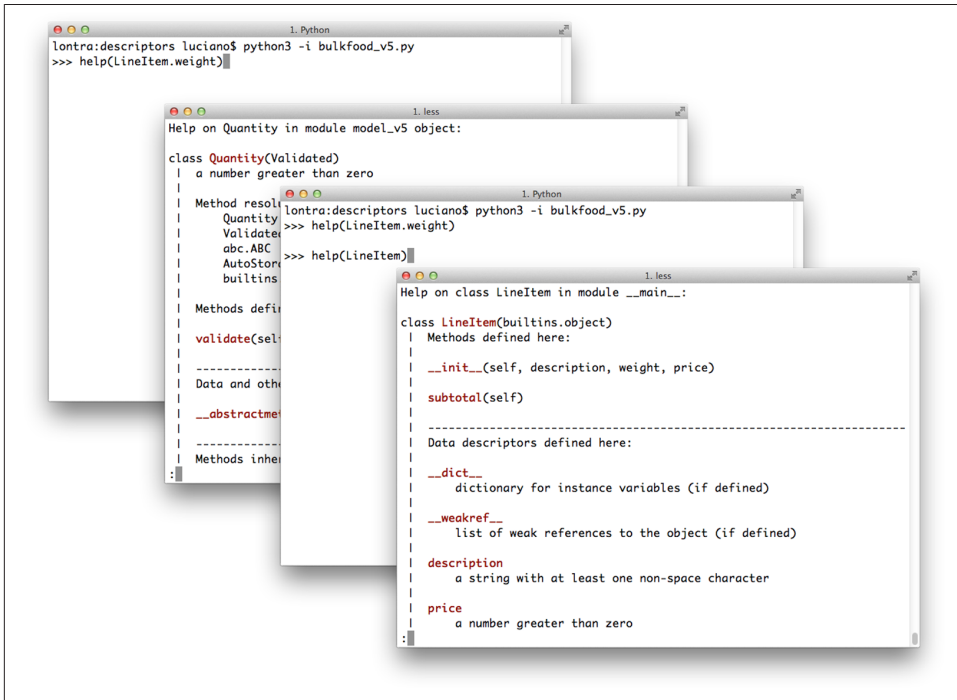 1. Python
lontra:descriptors luciano$ python3 -i bulkfood_v5.py
>>> help(LineItem.weight)
1. less
Help on Quantity in module model_v5 object:
class Quantity(Validated)
| a number greater than zero
|
| Method resol
| Quantity
| Validate
| abc.ABC
| AutoStor
| builtins
|
| Methods defi
|
| validate(sel
|
| ----------
| Data and oth
|
| __abstractmet
|
| ----------
| Methods inhe
:
1. Python
lontra:descriptors luciano$ python3 -i bulkfood_v5.py
>>> help(LineItem.weight)
>>> help(LineItem)
1. less
Help on class LineItem in module __main__:
class LineItem(builtins.object)
| Methods defined here:
|
| __init__(self, description, weight, price)
|
| subtotal(self)
|
| ----------------------------------------------------------------------
| Data descriptors defined here:
|
| __dict__
| dictionary for instance variables (if defined)
|
| __weakref__
| list of weak references to the object (if defined)
|
| description
| a string with at least one non-space character
|
| price
| a number greater than zero
: